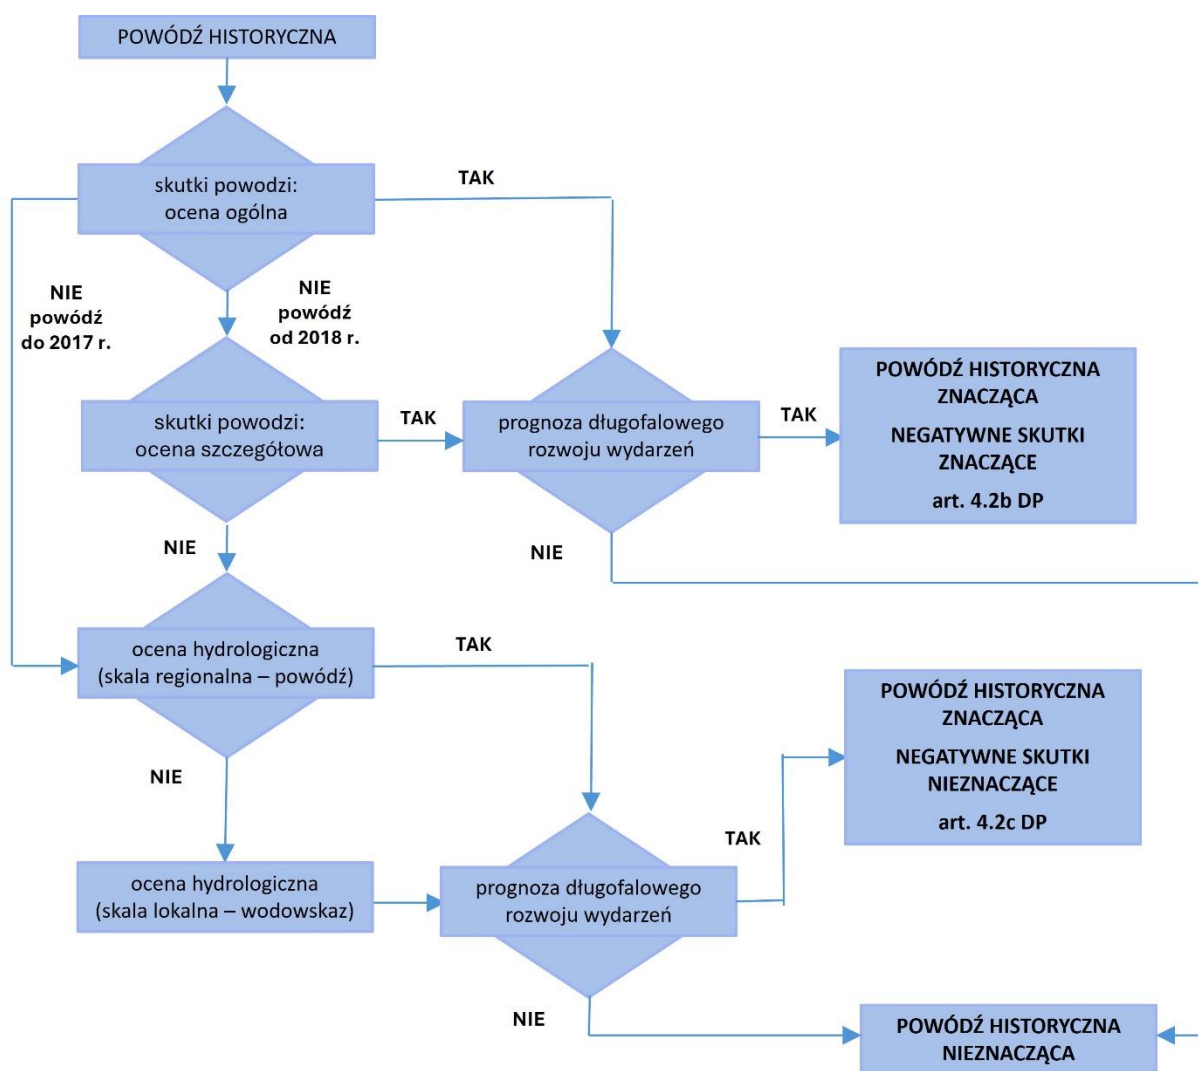 POWÓDŹ HISTORYCZNA
skutki powodzi:
ocena ogólna
TAK
NIE
powódź
do 2017 r.
NIE
powódź
od 2018 r.
skutki powodzi:
ocena szczegółowa
TAK
prognoza długofalowego
rozwoju wydarzeń
TAK
POWÓDŹ HISTORYCZNA
ZNACZĄCA
NEGATYWNE SKUTKI
ZNACZĄCE
art. 4.2b DP
NIE
NIE
ocena hydrologiczna
(skala regionalna – powódź)
TAK
NIE
POWÓDŹ HISTORYCZNA
ZNACZĄCA
NEGATYWNE SKUTKI
NIEZNACZĄCE
art. 4.2c DP
ocena hydrologiczna
(skala lokalna – wodowskaz)
prognoza długofalowego
rozwoju wydarzeń
TAK
NIE
POWÓDŹ HISTORYCZNA
NIEZNACZĄCA